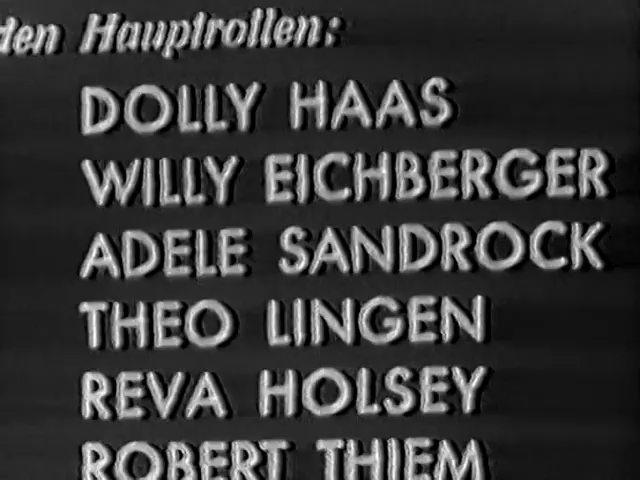 den Hauptrollen:
DOLLY HAAS
WILLY EICHBERGER
ADELE SANDROCK
THEO LINGEN
REVA HOLSEY
ROBERT THIEM